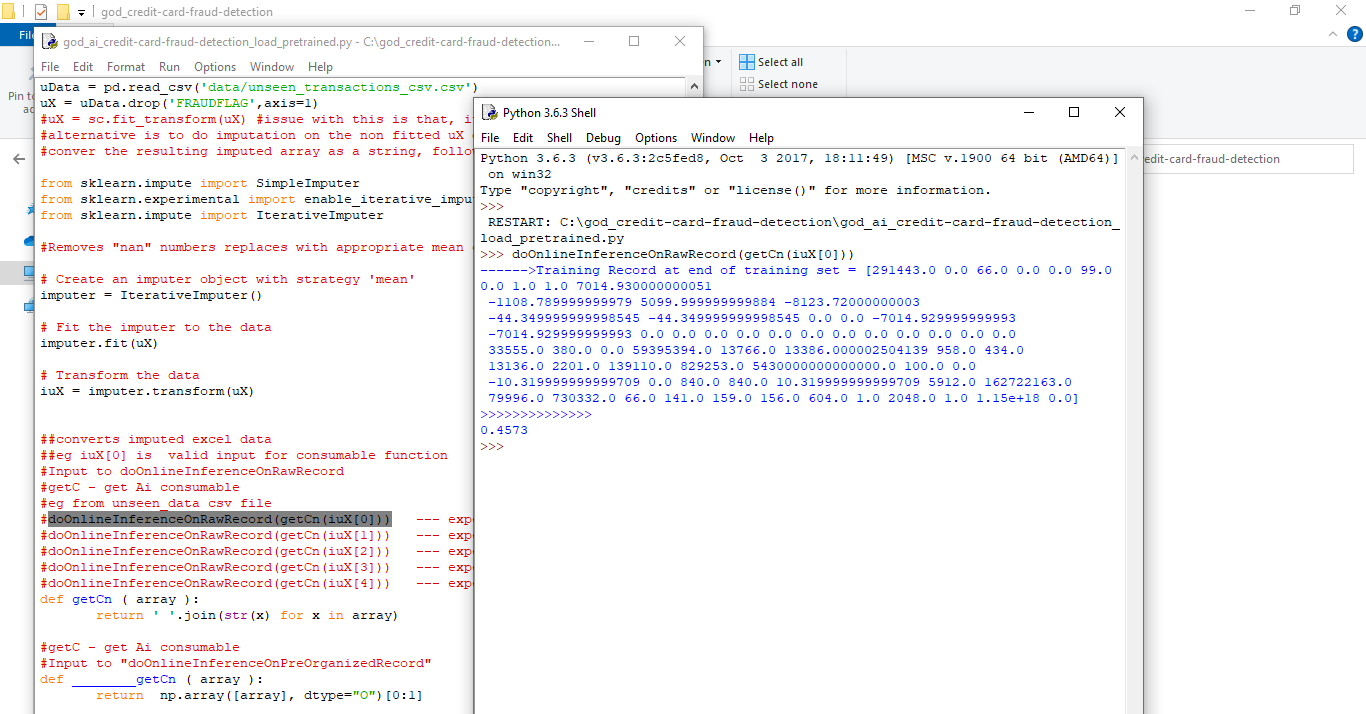 god_credit-card-fraud-detection
File
god_ai_credit-card-fraud-detection_load_pretrained.py - C:\god_credit-card-fraud-detection...
File Edit Format Run Options Window Help
Select all
Select none
uData = pd.read_csv('data/unseen_transactions_csv.csv')
uX = uData.drop('FRAUDFLAG',axis=1)
#uX = sc.fit_transform(uX) #issue with this is that, i
#alternative is to do imputation on the non fitted uX
#conver the resulting imputed array as a string, follo
from sklearn.impute import SimpleImputer
from sklearn.experimental import enable_iterative_impu
from sklearn.impute import IterativeImputer
#Removes "nan" numbers replaces with appropriate mean
# Create an imputer object with strategy 'mean'
imputer = IterativeImputer()
# Fit the imputer to the data
imputer.fit(uX)
# Transform the data
iuX = imputer.transform(uX)
##converts imputed excel data
##eg iuX[0] is  valid input for consumable function
#Input to doOnlineInferenceOnRawRecord
#getC - get Ai consumable
#eg from unseen_data csv file
#doOnlineInferenceOnRawRecord(getCn(iuX[0]))   --- exp
#doOnlineInferenceOnRawRecord(getCn(iuX[1]))   --- exp
#doOnlineInferenceOnRawRecord(getCn(iuX[2]))   --- exp
#doOnlineInferenceOnRawRecord(getCn(iuX[3]))   --- exp
#doOnlineInferenceOnRawRecord(getCn(iuX[4]))   --- exp
def getCn ( array ):
return ' '.join(str(x) for x in array)
#getC - get Ai consumable
#Input to "doOnlineInferenceOnPreOrganizedRecord"
def ________getCn ( array ):
return  np.array([array], dtype="O")[0:1]
Python 3.6.3 Shell
File Edit Shell Debug Options Window Help
Python 3.6.3 (v3.6.3:2c5fed8, Oct  3 2017, 18:11:49) [MSC v.1900 64 bit (AMD64)]
on win32
Type "copyright", "credits" or "license()" for more information.
>>>
RESTART: C:\god_credit-card-fraud-detection\god_ai_credit-card-fraud-detection_
load_pretrained.py
>>> doOnlineInferenceOnRawRecord(getCn(iuX[0]))
------>Training Record at end of training set = [291443.0 0.0 66.0 0.0 0.0 99.0
0.0 1.0 1.0 7014.930000000051
-1108.789999999979 5099.999999999884 -8123.72000000003
-44.349999999998545 -44.349999999998545 0.0 0.0 -7014.929999999993
-7014.929999999993 0.0 0.0 0.0 0.0 0.0 0.0 0.0 0.0 0.0 0.0 0.0 0.0
33555.0 380.0 0.0 59395394.0 13766.0 13386.000002504139 958.0 434.0
13136.0 2201.0 139110.0 829253.0 5430000000000000.0 100.0 0.0
-10.319999999999709 0.0 840.0 840.0 10.319999999999709 5912.0 162722163.0
79996.0 730332.0 66.0 141.0 159.0 156.0 604.0 1.0 2048.0 1.0 1.15e+18 0.0]
>>>>>>>>>>>>>>
0.4573
>>>
edit-card-fraud-detection